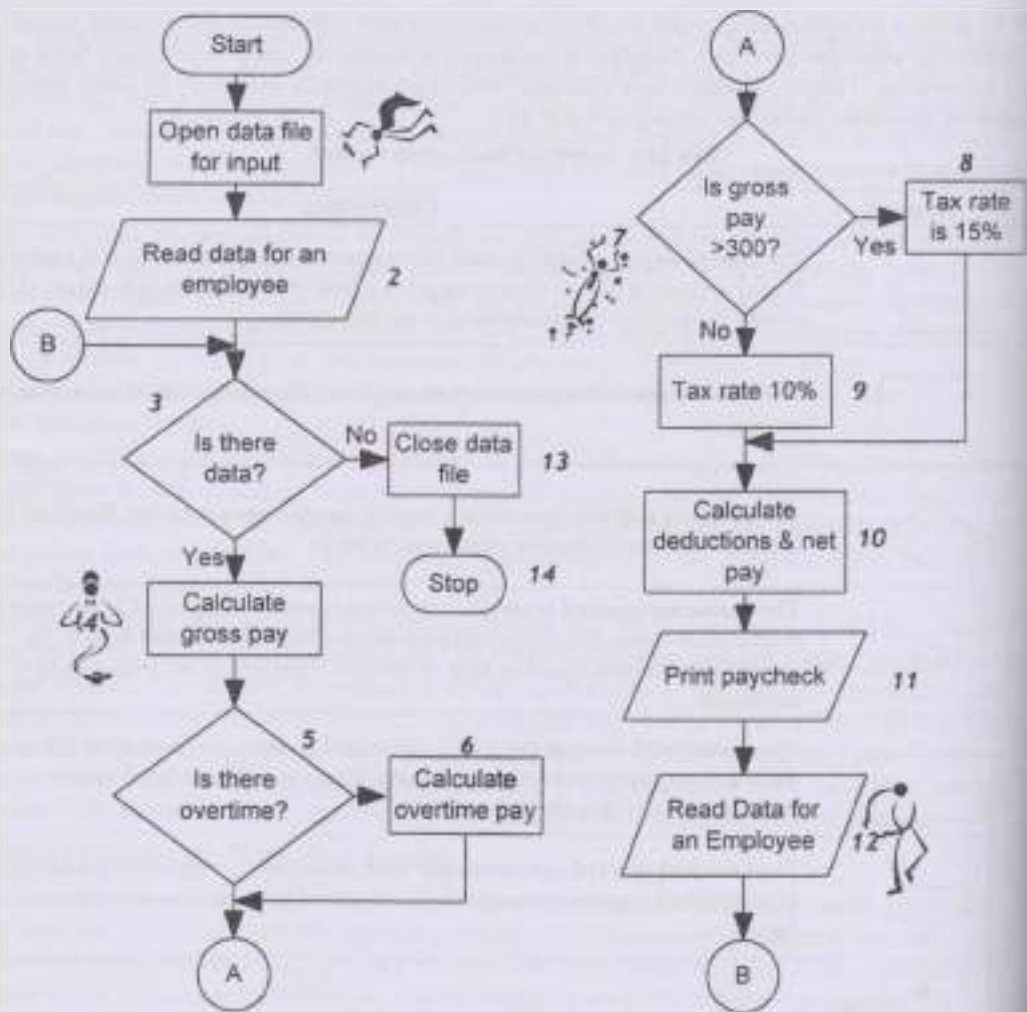 Start
Open data file
for input
Read data for an
employee
2
B
3
Is there
data?
No
Close data
file
13
Stop
14
Yes
Calculate
gross pay
4
5
Is there
overtime?
6
Calculate
overtime pay
A
A
Is gross
pay
>300?
7
Yes
8
Tax rate
is 15%
No
Tax rate 10%
9
Calculate
deductions & net
pay
10
Print paycheck
11
Read Data for
an Employee
12
B